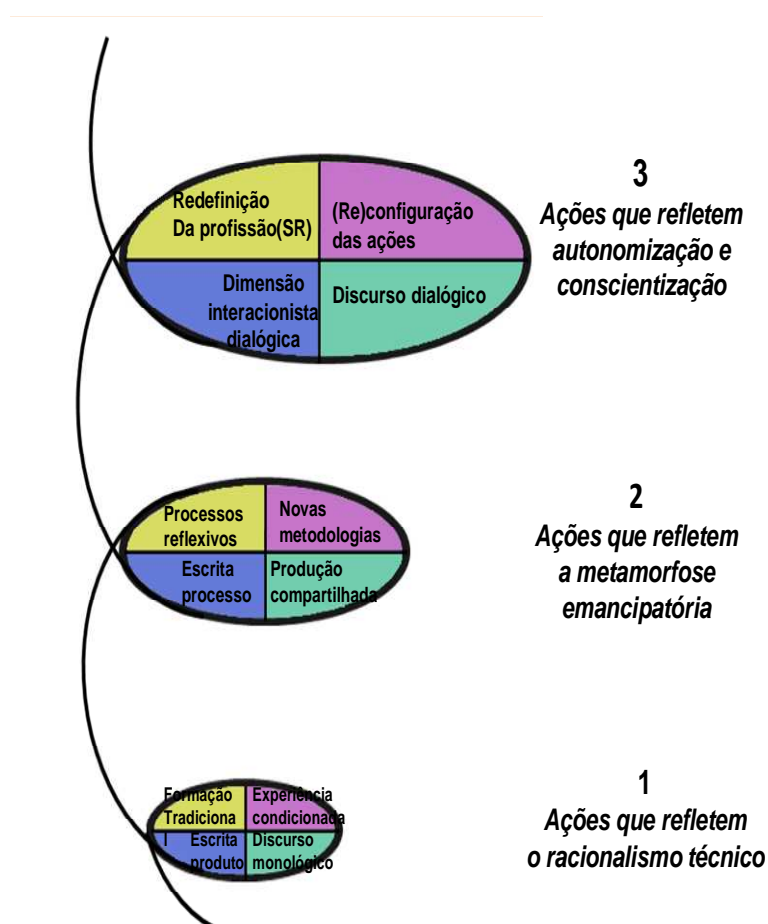 3
Ações que refletem
autonomização e
conscientização
Redefinição
Da profissão(SR)
(Re)configuração
das ações
Dimensão
interacionista
dialógica
Discurso dialógico
2
Ações que refletem
a metamorfose
emancipatória
Processos
reflexivos
Novas
metodologias
Escrita
processo
Produção
compartilhada
1
Ações que refletem
o racionalismo técnico
Formação
Tradiciona
l
Experiência
condicionada
Escrita
produto
Discurso
monológico